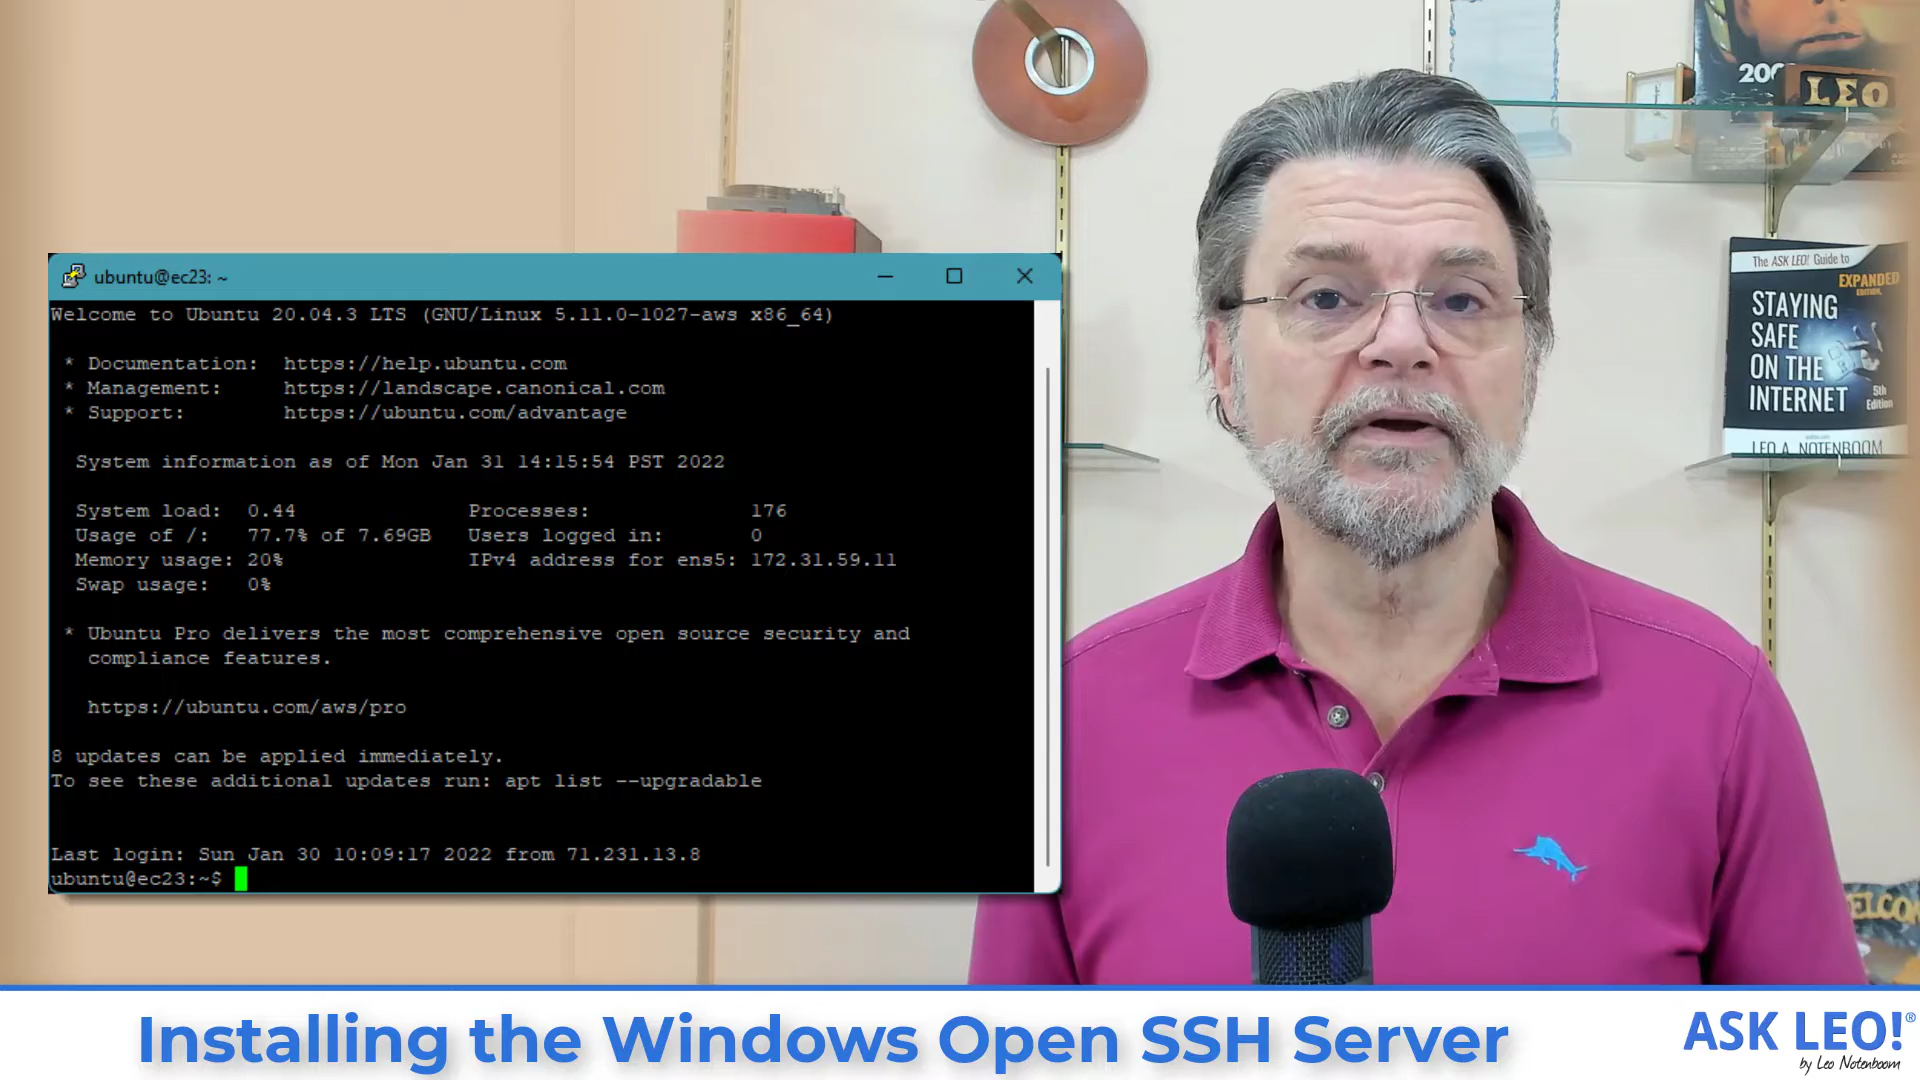 200
LEO
ubuntu@ec23: ~
Welcome to Ubuntu 20.04.3 LTS (GNU/Linux 5.11.0-1027-aws x86_64)
* Documentation:  https://help.ubuntu.com
* Management:     https://landscape.canonical.com
* Support:        https://ubuntu.com/advantage
System information as of Mon Jan 31 14:15:54 PST 2022
System load:  0.44   Processes:             176
Usage of /:   77.7% of 7.69GB   Users logged in:       0
Memory usage: 20%   IPv4 address for ens5: 172.31.59.11
Swap usage:   0%
* Ubuntu Pro delivers the most comprehensive open source security and
compliance features.
https://ubuntu.com/aws/pro
8 updates can be applied immediately.
To see these additional updates run: apt list --upgradable
Last login: Sun Jan 30 10:09:17 2022 from 71.231.13.8
ubuntu@ec23:~$
The ASK LEO! Guide to
EXPANDED
EDITION
STAYING
SAFE
ON THE
INTERNET
5th
Edition
LEO A. NOTENBOOM
ELCO
Installing the Windows Open SSH Server
ASK LEO!®
by Leo Notenboom